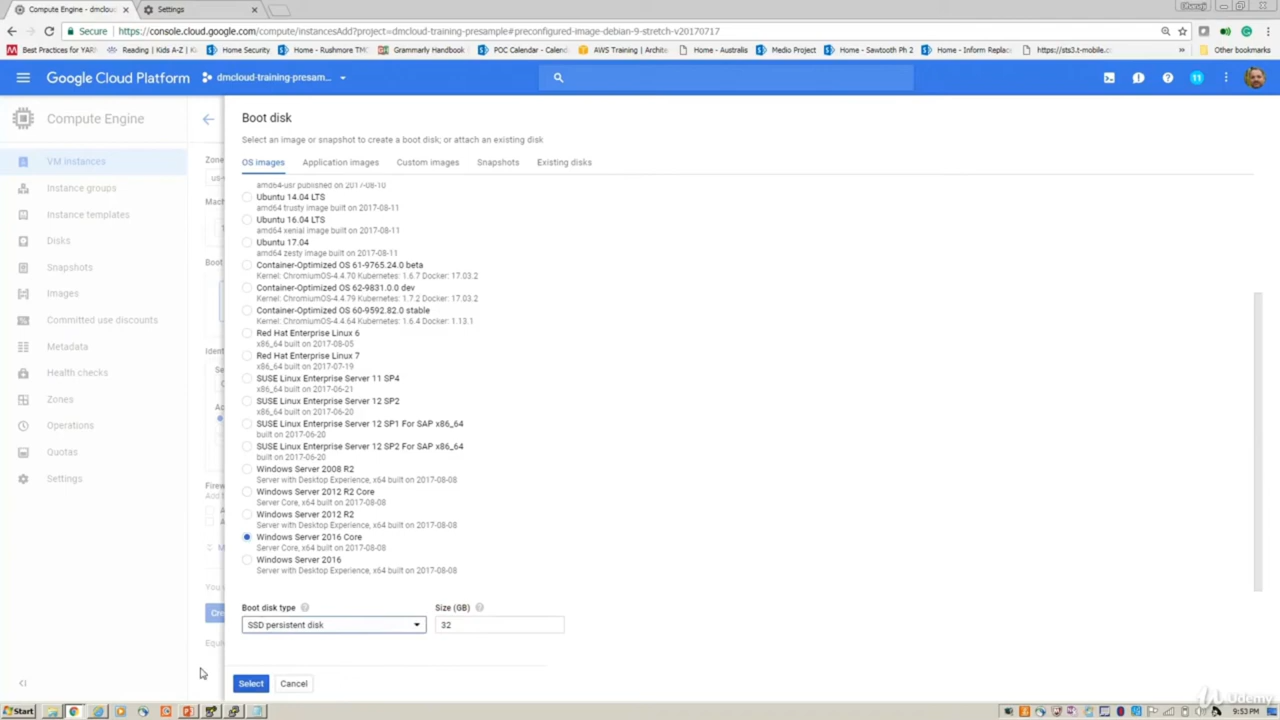 Compute Engine - dmcloud
Settings
Secure https://console.cloud.google.com/compute/instancesAdd?project=dmcloud-training-presample#preconfigured-image-debian-9-stretch-v20170717
Best Practices for YARN
Reading (Kids A-Z)
Home Security
Home - Rushmore TMO
Grammarly Handbook
POC Calendar - Calend
AWS Training | Archite
Home - Australis
Medio Project
Home - Sawtooth Ph 2
Home - Inform Replac
https://sts3.t-mobile.c
Other bookmarks
Google Cloud Platform
dmcloud-training-presam...
11
Compute Engine
VM instances
Instance groups
Instance templates
Disks
Snapshots
Images
Committed use discounts
Metadata
Health checks
Zones
Operations
Quotas
Settings
Zone
us-
Boot
Boot disk
Select an image or snapshot to create a boot disk; or attach an existing disk
OS images
Application images
Custom images
Snapshots
Existing disks
amd64-usr published on 2017-08-10
Ubuntu 14.04 LTS
amd64 trusty image built on 2017-08-11
Ubuntu 16.04 LTS
amd64 xenial image built on 2017-08-11
Ubuntu 17.04
amd64 zesty image built on 2017-08-11
Container-Optimized OS 61-9765.24.0 beta
Kernel: ChromiumOS-4.4.70 Kubernetes: 1.6.7 Docker: 17.03.2
Container-Optimized OS 62-9831.0.0 dev
Kernel: ChromiumOS-4.4.79 Kubernetes: 1.7.2 Docker: 17.03.2
Container-Optimized OS 60-9592.82.0 stable
Kernel: ChromiumOS-4.4.64 Kubernetes: 1.6.4 Docker: 1.13.1
Red Hat Enterprise Linux 6
x86_64 built on 2017-08-05
Red Hat Enterprise Linux 7
x86_64 built on 2017-07-19
SUSE Linux Enterprise Server 11 SP4
x86_64 built on 2017-06-21
SUSE Linux Enterprise Server 12 SP2
x86_64 built on 2017-06-20
SUSE Linux Enterprise Server 12 SP1 For SAP x86_64
built on 2017-06-20
SUSE Linux Enterprise Server 12 SP2 For SAP x86_64
built on 2017-06-20
Windows Server 2008 R2
Server with Desktop Experience, x64 built on 2017-08-08
Windows Server 2012 R2 Core
Server Core, x64 built on 2017-08-08
Windows Server 2012 R2
Server with Desktop Experience, x64 built on 2017-08-08
Windows Server 2016 Core
Server Core, x64 built on 2017-08-08
Windows Server 2016
Server with Desktop Experience, x64 built on 2017-08-08
Boot disk type
Size (GB)
SSD persistent disk
32
Select
Cancel
Udemy
Start
9:53 PM